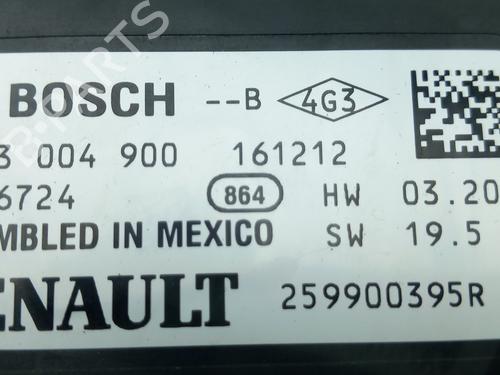 BOSCH --B 4G3
3 004 900 161212
6724 864 HW 03.20
MBLED IN MEXICO SW 19.5
ENAULT 259900395R